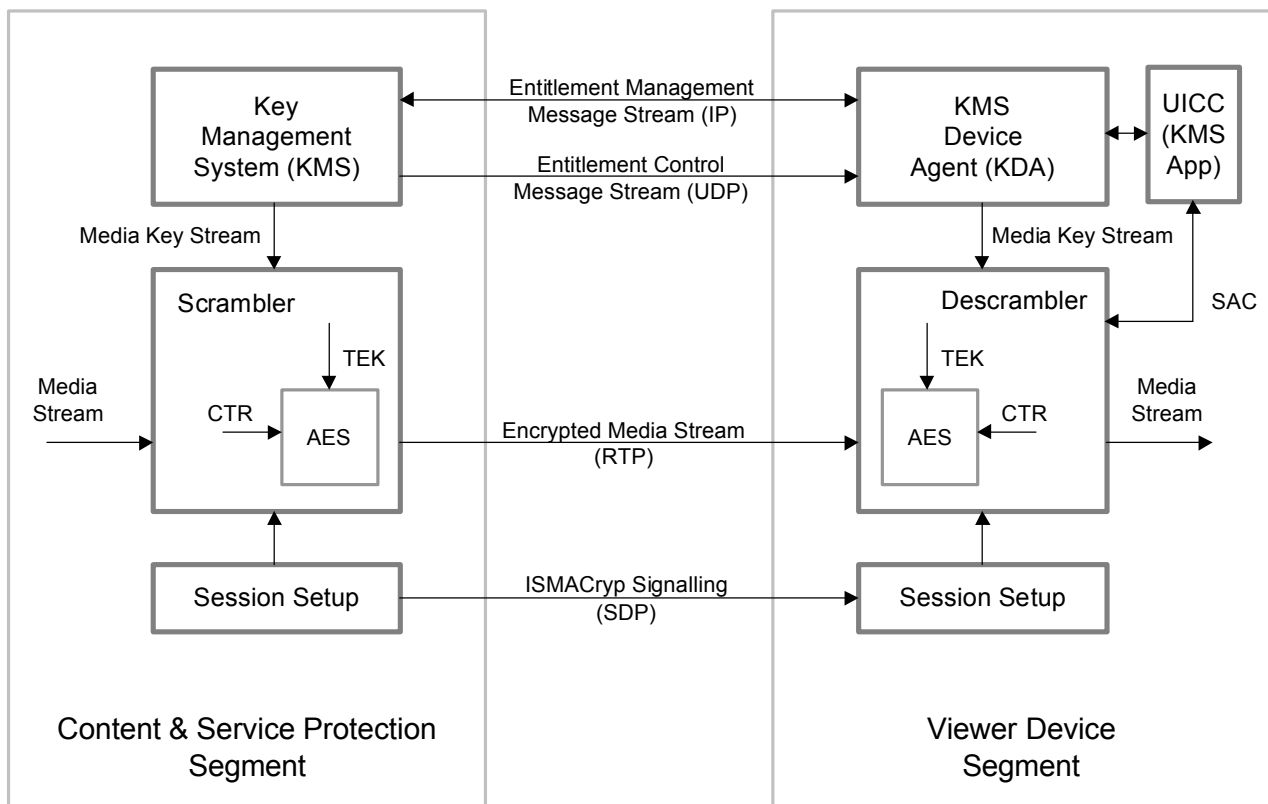 Key
Management
System (KMS)
Entitlement Management
Message Stream (IP)
Entitlement Control
Message Stream (UDP)
KMS
Device
Agent (KDA)
UICC
(KMS
App)
Media Key Stream
Media Key Stream
Scrambler
TEK
CTR
AES
Media
Stream
Encrypted Media Stream
(RTP)
Descrambler
TEK
CTR
AES
SAC
Media
Stream
Session Setup
ISMACryp Signalling
(SDP)
Session Setup
Content & Service Protection
Segment
Viewer Device
Segment